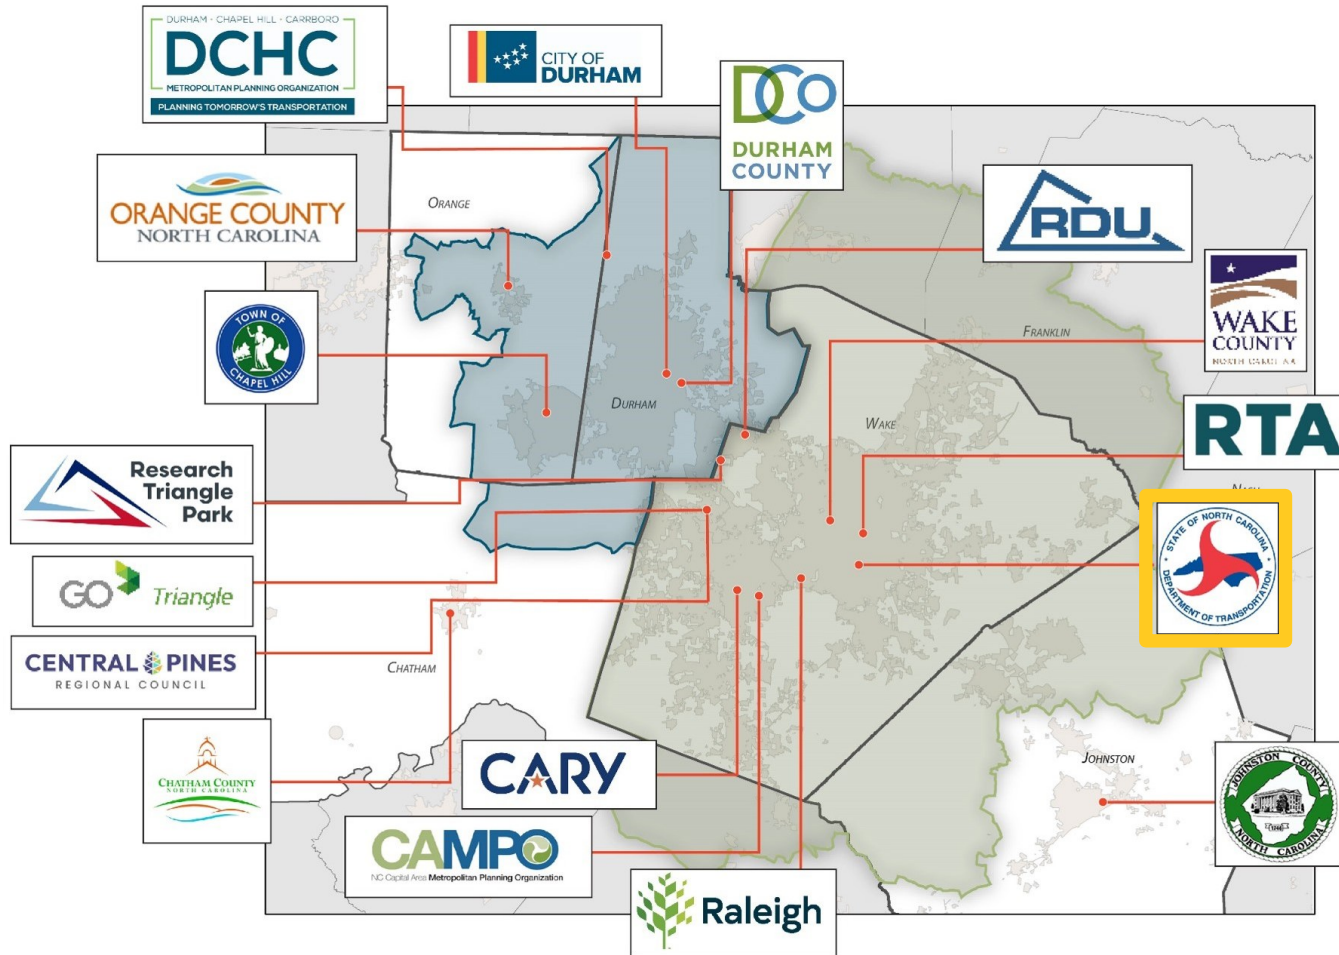 DURHAM · CHAPEL HILL · CARRBORO
DCHC
METROPOLITAN PLANNING ORGANIZATION
PLANNING TOMORROW'S TRANSPORTATION
CITY OF
DURHAM
DCO
DURHAM
COUNTY
ORANGE COUNTY
NORTH CAROLINA
ORANGE
RDU
WAKE
COUNTY
NORTH CAROLINA
TOWN OF
CHAPEL HILL
FRANKLIN
DURHAM
WAKE
RTA
Research
Triangle
Park
STATE OF NORTH CAROLINA
DEPARTMENT OF TRANSPORTATION
GO Triangle
CENTRAL PINES
REGIONAL COUNCIL
CHATHAM
CHATHAM COUNTY
NORTH CAROLINA
CARY
JOHNSTON
JOHNSTON COUNTY
NORTH CAROLINA
CAMPO
NC Capital Area Metropolitan Planning Organization
Raleigh